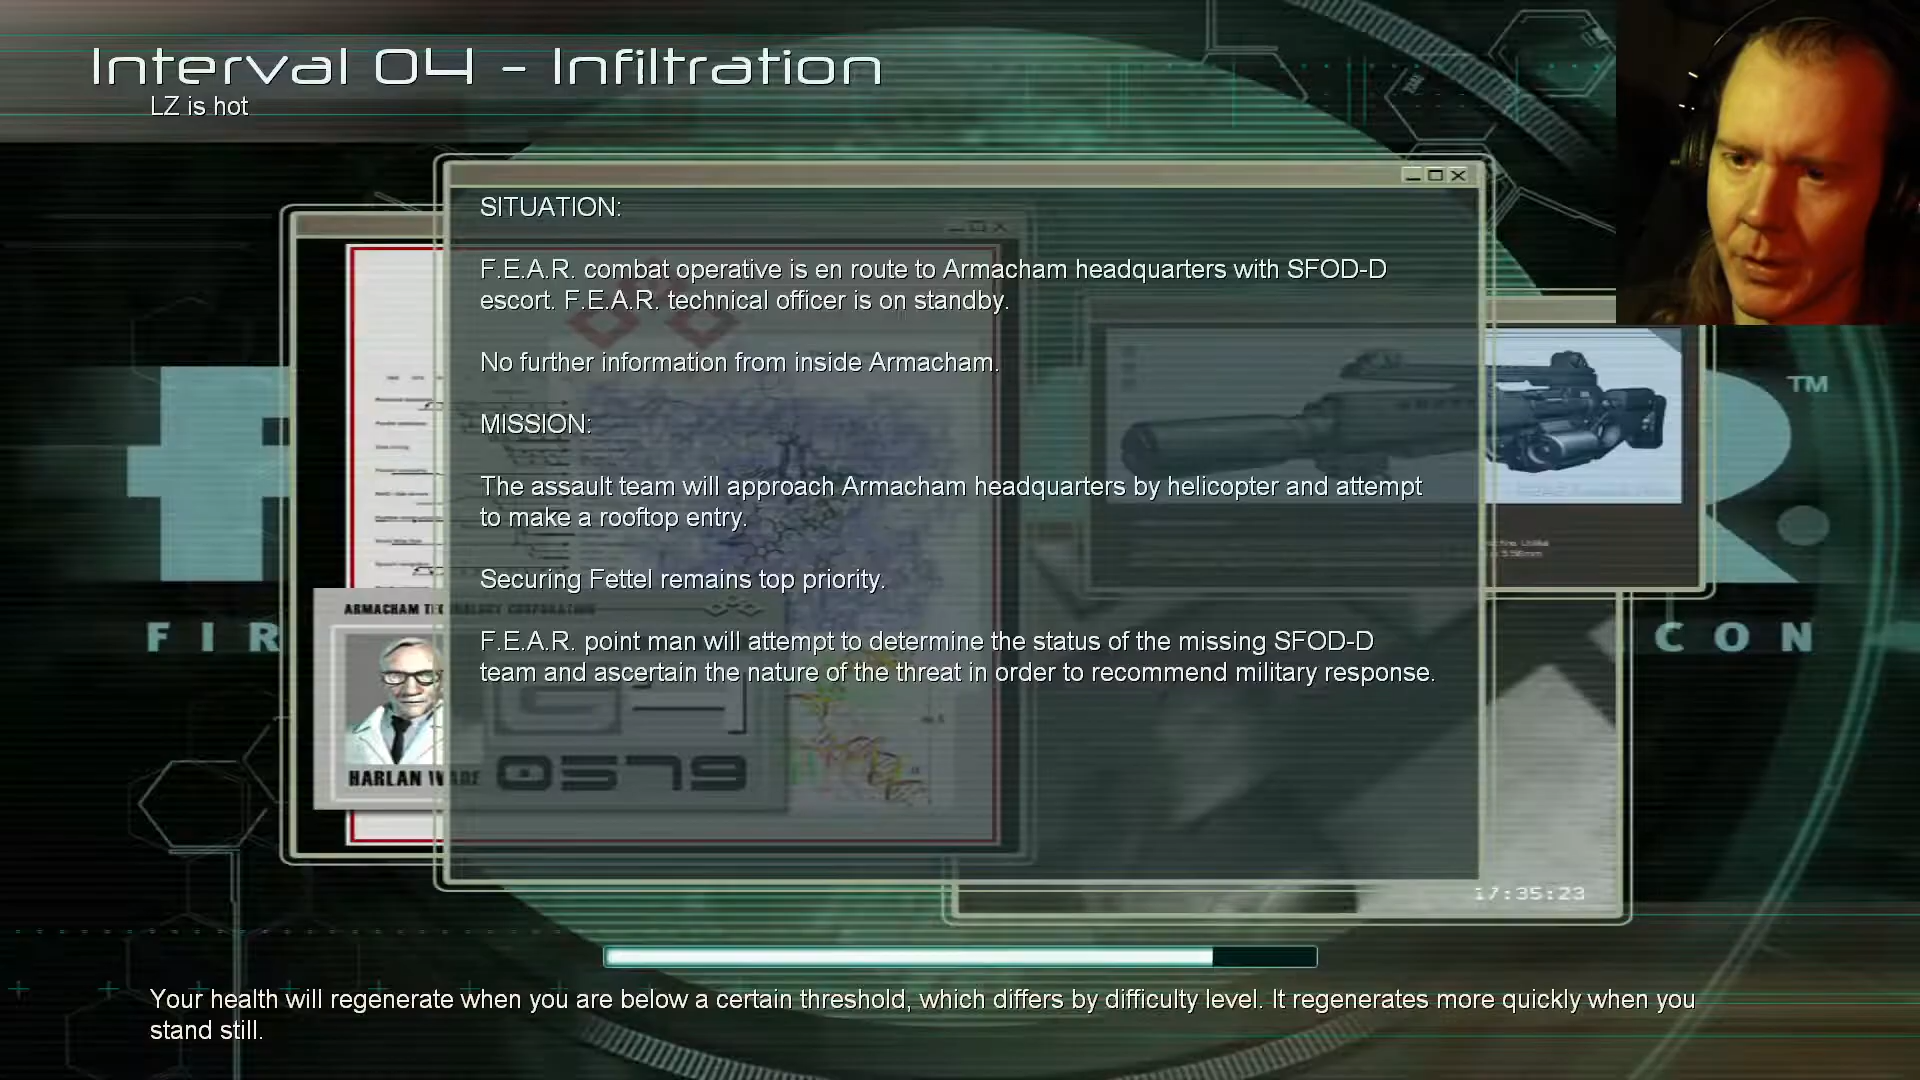 Interval 04 - Infiltration
LZ is hot
SITUATION:
F.E.A.R. combat operative is en route to Armacham headquarters with SFOD-D
escort. F.E.A.R. technical officer is on standby.
No further information from inside Armacham.
MISSION:
The assault team will approach Armacham headquarters by helicopter and attempt
to make a rooftop entry.
Securing Fettel remains top priority.
F.E.A.R. point man will attempt to determine the status of the missing SFOD-D
team and ascertain the nature of the threat in order to recommend military response.
TM
FIR
CON
HARLAN WADE
0579
17:35:23
Your health will regenerate when you are below a certain threshold, which differs by difficulty level. It regenerates more quickly when you
stand still.